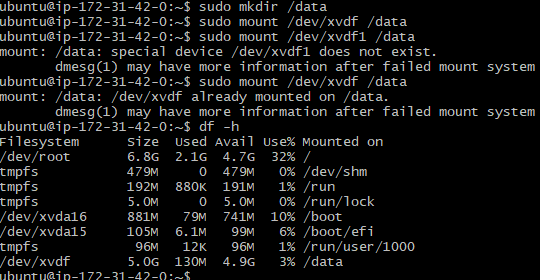 ubuntu@ip-172-31-42-0:~$ sudo mkdir /data
ubuntu@ip-172-31-42-0:~$ sudo mount /dev/xvdf /data
ubuntu@ip-172-31-42-0:~$ sudo mount /dev/xvdf1 /data
mount: /data: special device /dev/xvdf1 does not exist.
       dmesg(1) may have more information after failed mount system
ubuntu@ip-172-31-42-0:~$ sudo mount /dev/xvdf /data
mount: /data: /dev/xvdf already mounted on /data.
       dmesg(1) may have more information after failed mount system
ubuntu@ip-172-31-42-0:~$ df -h
Filesystem      Size  Used Avail Use% Mounted on
/dev/root       6.8G  2.1G  4.7G  32% /
tmpfs           479M     0  479M   0% /dev/shm
tmpfs           192M  880K  191M   1% /run
tmpfs           5.0M     0  5.0M   0% /run/lock
/dev/xvda16     881M   79M  741M  10% /boot
/dev/xvda15     105M  6.1M   99M   6% /boot/efi
tmpfs            96M   12K   96M   1% /run/user/1000
/dev/xvdf       5.0G  130M  4.9G   3% /data
ubuntu@ip-172-31-42-0:~$